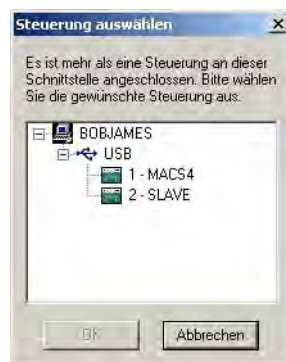 Steuerung auswählen
Es ist mehr als eine Steuerung an dieser
Schnittstelle angeschlossen. Bitte wählen
Sie die gewünschte Steuerung aus.
BOBJAMES
USB
1 - MACS4
2 - SLAVE
OK
Abbrechen